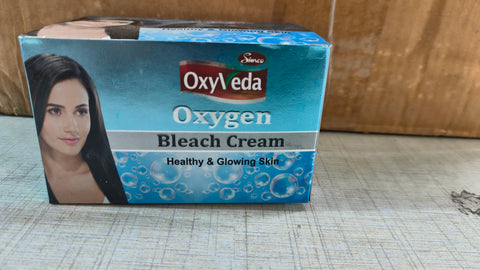 Simco
OxyVeda
Oxygen
Bleach Cream
Healthy & Glowing Skin